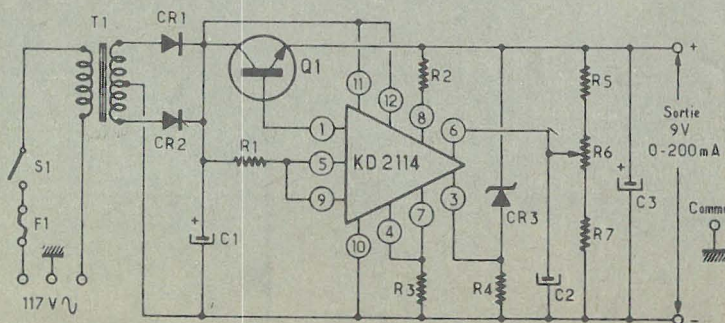 T1
CR1
Q1
CR2
S1
F1
117 V
R1
C1
1
5
9
10
11
12
KD 2114
4
7
8
6
3
R2
R3
R4
CR3
C2
R5
R6
R7
C3
+
+
+
Sortie
9V
0-200mA
-